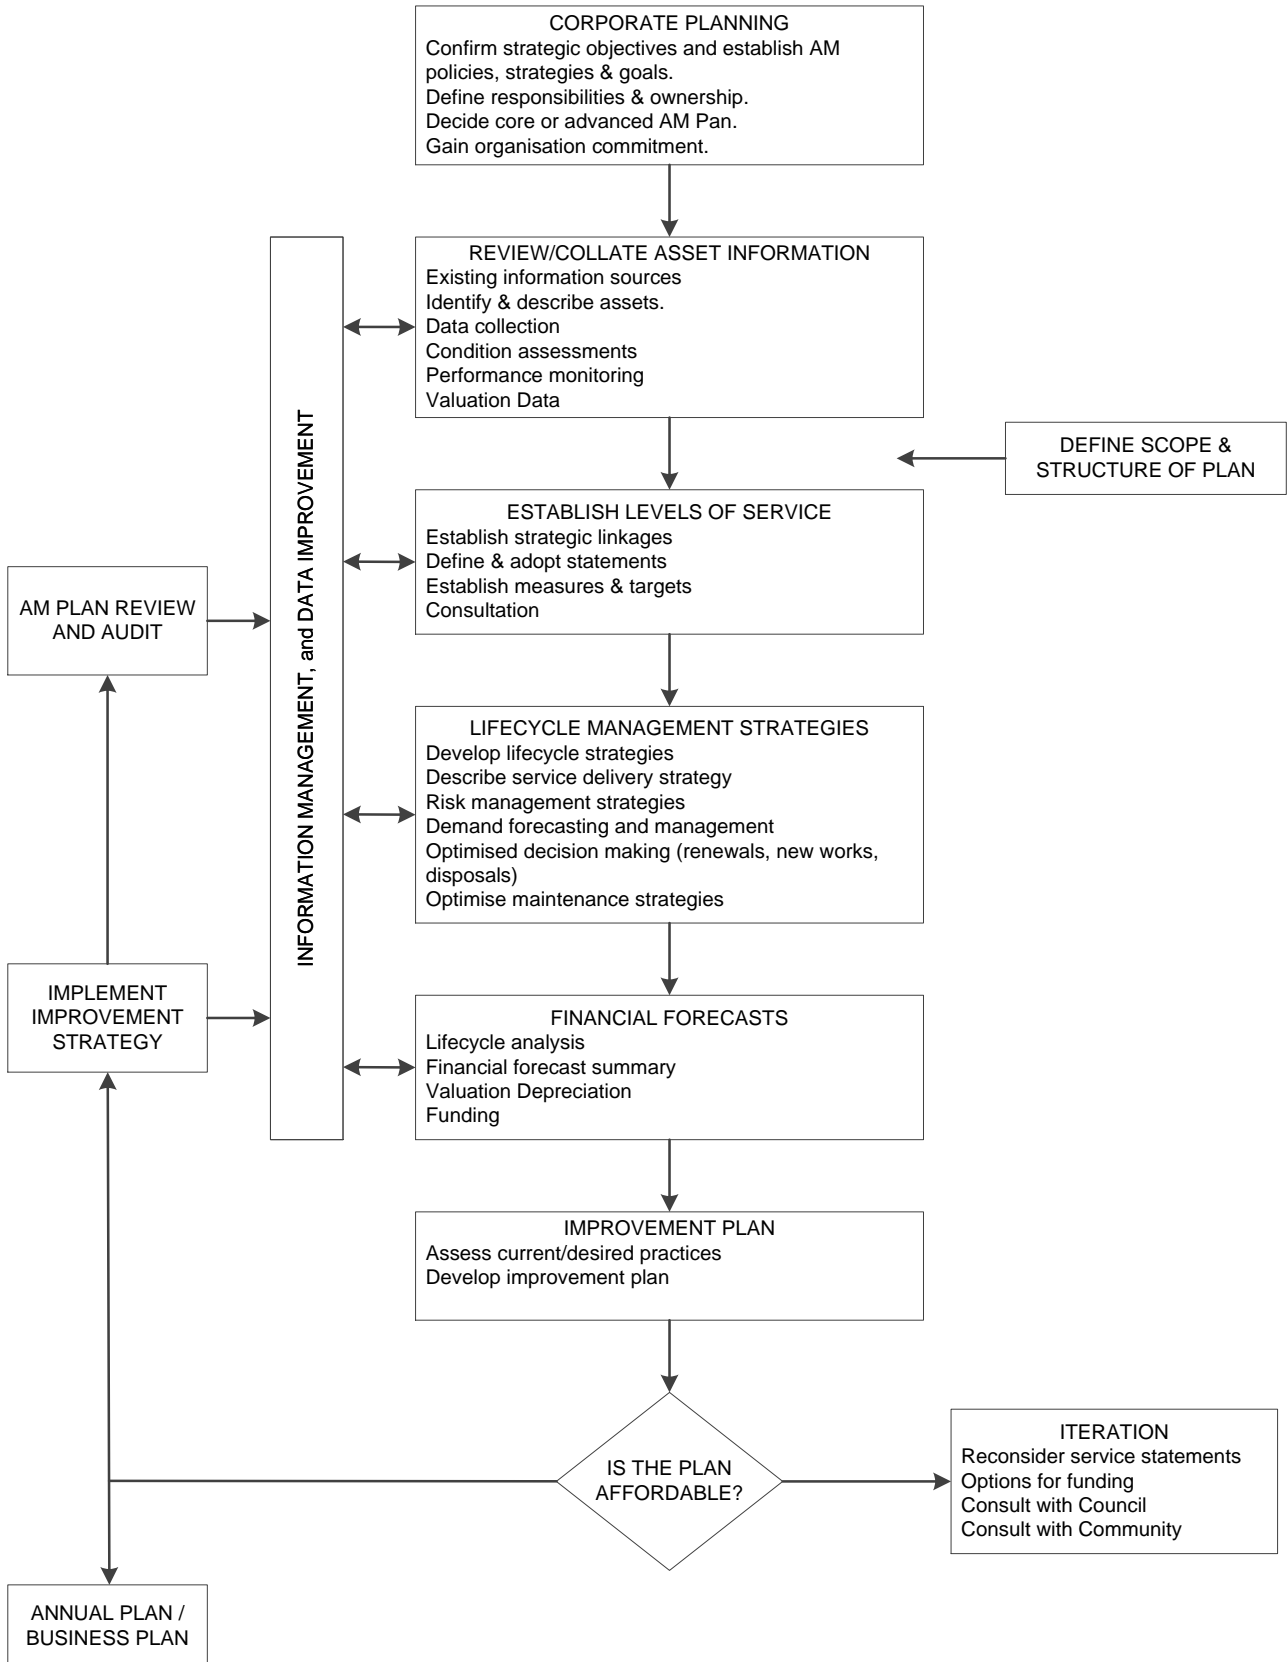 CORPORATE PLANNING
Confirm strategic objectives and establish AM
policies, strategies & goals.
Define responsibilities & ownership.
Decide core or advanced AM Pan.
Gain organisation commitment.
REVIEW/COLLATE ASSET INFORMATION
Existing information sources
Identify & describe assets.
Data collection
Condition assessments
Performance monitoring
Valuation Data
DEFINE SCOPE &
STRUCTURE OF PLAN
INFORMATION MANAGEMENT, and DATA IMPROVEMENT
ESTABLISH LEVELS OF SERVICE
Establish strategic linkages
Define & adopt statements
Establish measures & targets
Consultation
AM PLAN REVIEW
AND AUDIT
LIFECYCLE MANAGEMENT STRATEGIES
Develop lifecycle strategies
Describe service delivery strategy
Risk management strategies
Demand forecasting and management
Optimised decision making (renewals, new works,
disposals)
Optimise maintenance strategies
IMPLEMENT
IMPROVEMENT
STRATEGY
FINANCIAL FORECASTS
Lifecycle analysis
Financial forecast summary
Valuation Depreciation
Funding
IMPROVEMENT PLAN
Assess current/desired practices
Develop improvement plan
IS THE PLAN
AFFORDABLE?
ITERATION
Reconsider service statements
Options for funding
Consult with Council
Consult with Community
ANNUAL PLAN /
BUSINESS PLAN